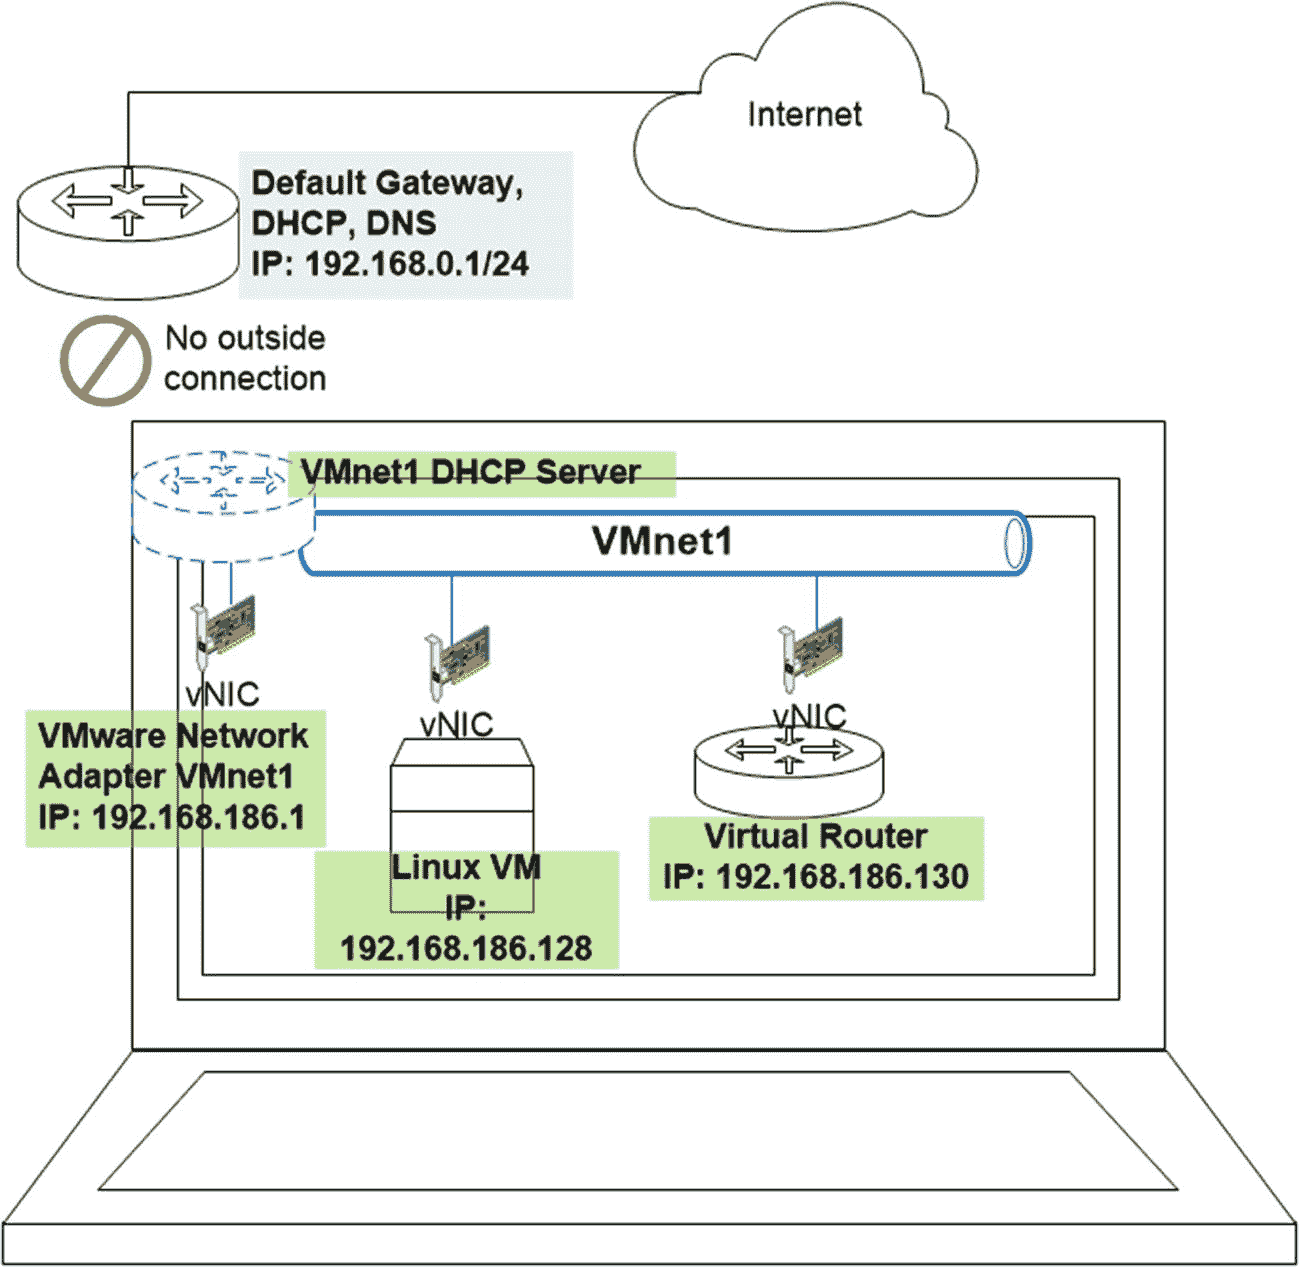 Internet
Default Gateway,
DHCP, DNS
IP: 192.168.0.1/24
No outside
connection
VMnet1 DHCP Server
VMnet1
vNIC
VMware Network
Adapter VMnet1
IP: 192.168.186.1
vNIC
Linux VM
IP:
192.168.186.128
vNIC
Virtual Router
IP: 192.168.186.130